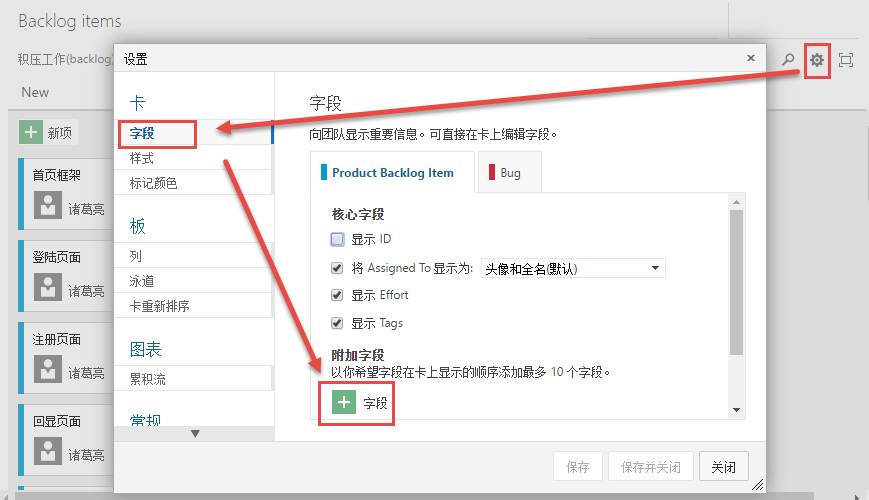 Backlog items
积压工作(backlog)
New
新项
首页框架
诸葛亮
登陆页面
诸葛亮
注册页面
诸葛亮
回显页面
诸葛亮
设置
卡
字段
样式
标记颜色
板
列
泳道
卡重新排序
图表
累积流
常规
字段
向团队显示重要信息。可直接在卡上编辑字段。
Product Backlog Item
Bug
核心字段
显示 ID
将 Assigned To 显示为: 头像和全名(默认)
显示 Effort
显示 Tags
附加字段
以你希望字段在卡上显示的顺序添加最多 10 个字段。
字段
保存
保存并关闭
关闭